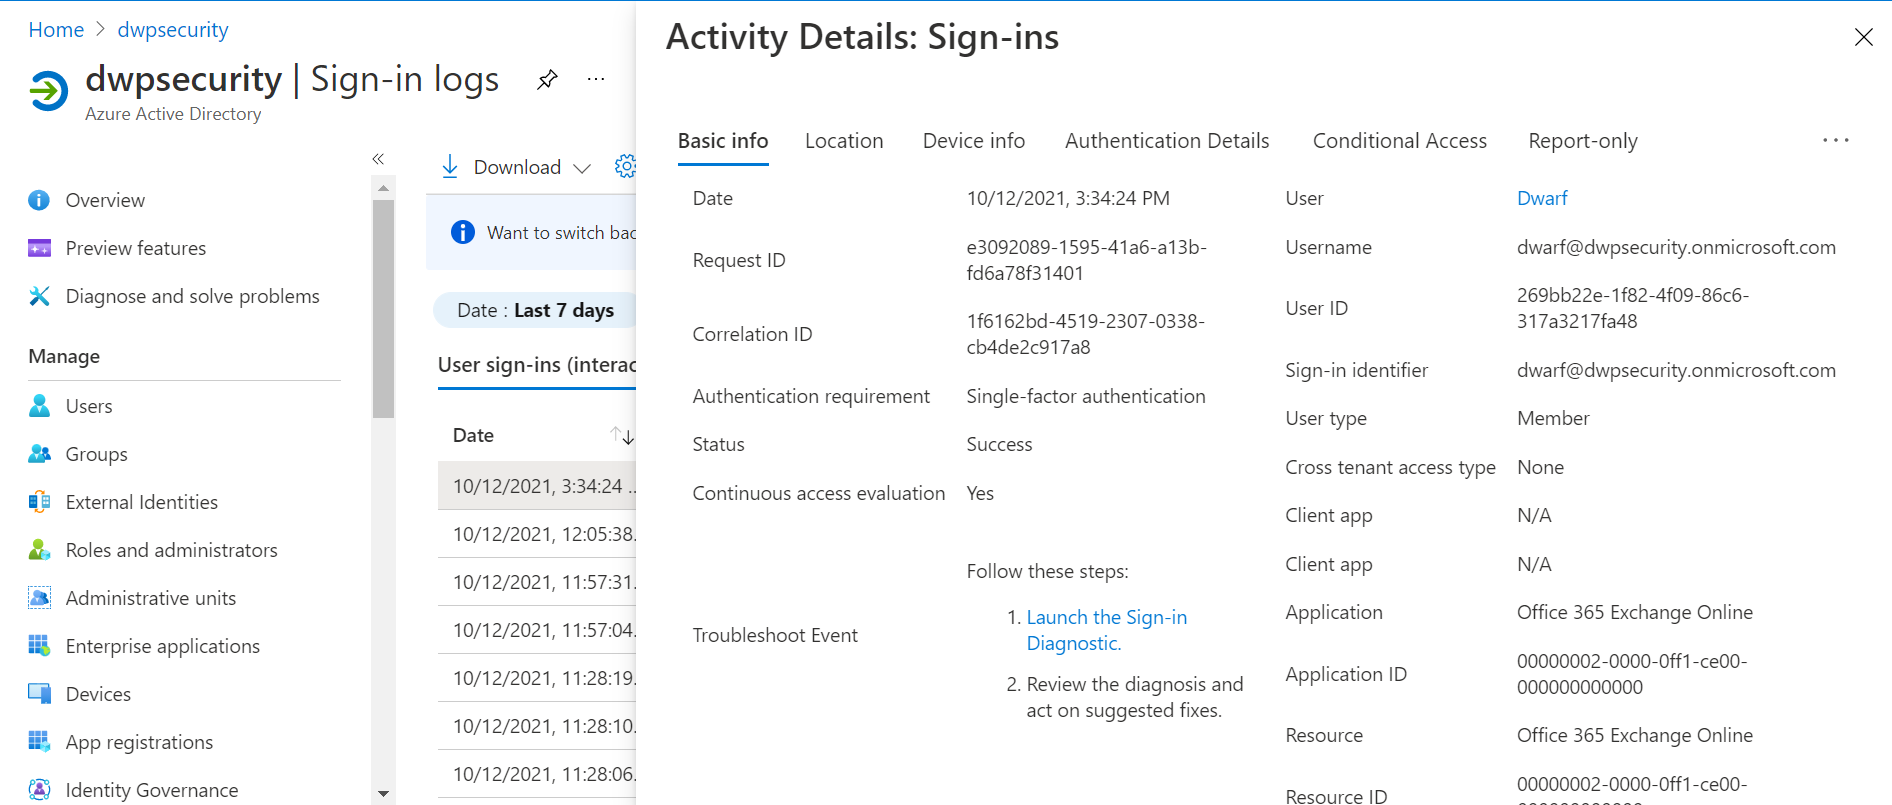 Home > dwpsecurity
dwpsecurity | Sign-in logs
Azure Active Directory
Overview
Preview features
Diagnose and solve problems
Manage
Users
Groups
External Identities
Roles and administrators
Administrative units
Enterprise applications
Devices
App registrations
Identity Governance
Download
Want to switch bac
Date : Last 7 days
User sign-ins (interac
Date
10/12/2021, 3:34:24 ...
10/12/2021, 12:05:38.
10/12/2021, 11:57:31.
10/12/2021, 11:57:04.
10/12/2021, 11:28:19.
10/12/2021, 11:28:10.
10/12/2021, 11:28:06.
Activity Details: Sign-ins
Basic info Location Device info Authentication Details Conditional Access Report-only
Date 10/12/2021, 3:34:24 PM
Request ID e3092089-1595-41a6-a13b-
fd6a78f31401
Correlation ID 1f6162bd-4519-2307-0338-
cb4de2c917a8
Authentication requirement Single-factor authentication
Status Success
Continuous access evaluation Yes
Troubleshoot Event
Follow these steps:
1. Launch the Sign-in
Diagnostic.
2. Review the diagnosis and
act on suggested fixes.
User Dwarf
Username dwarf@dwpsecurity.onmicrosoft.com
User ID 269bb22e-1f82-4f09-86c6-
317a3217fa48
Sign-in identifier dwarf@dwpsecurity.onmicrosoft.com
User type Member
Cross tenant access type None
Client app N/A
Client app N/A
Application Office 365 Exchange Online
Application ID 00000002-0000-0ff1-ce00-
000000000000
Resource Office 365 Exchange Online
Resource ID 00000002-0000-0ff1-ce00-